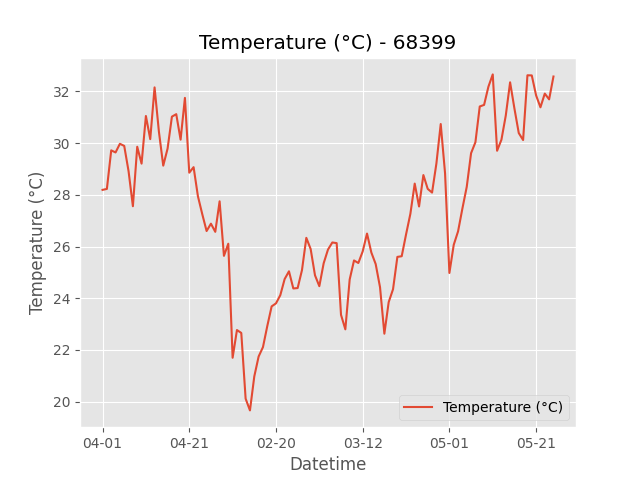 Temperature (°C) - 68399
Temperature (°C)
32
30
28
26
24
22
20
Temperature (°C)
04-01 04-21 02-20 03-12 05-01 05-21
Datetime